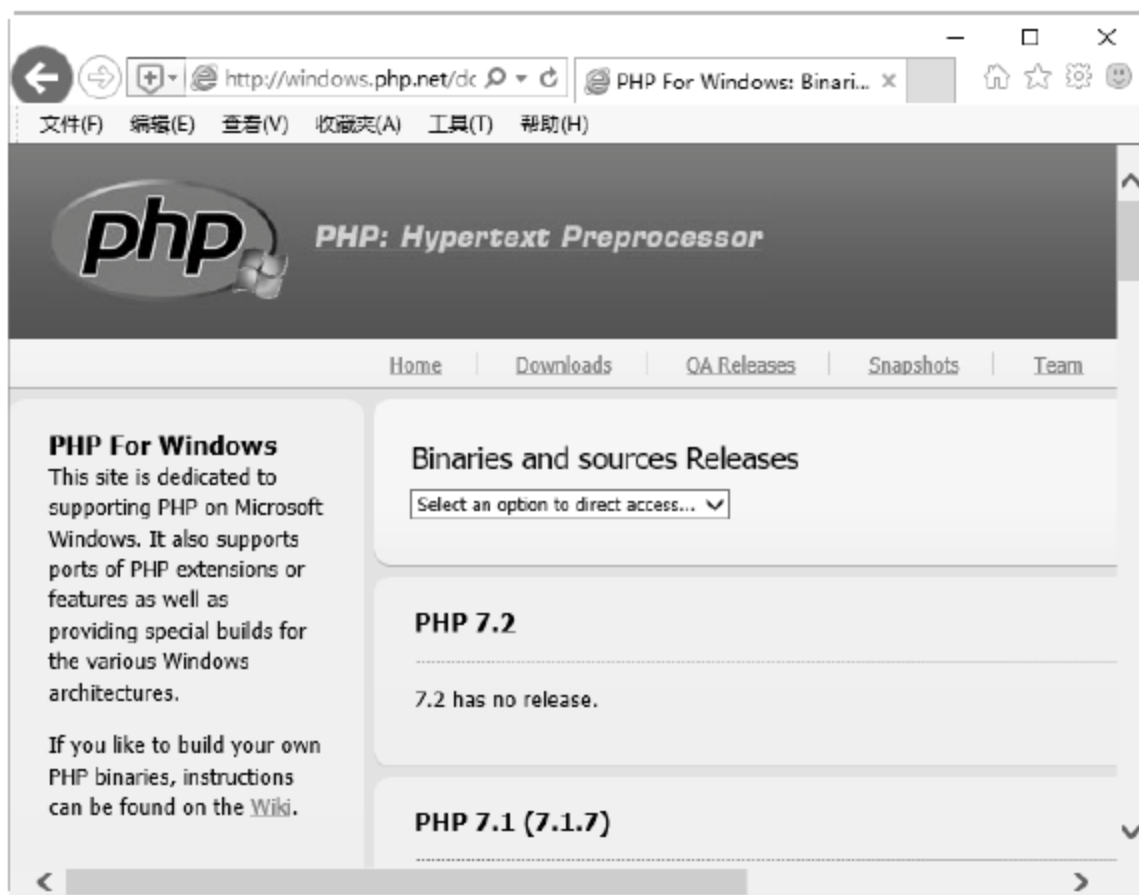 http://windows.php.net/dc
PHP For Windows: Binari...
文件(F) 编辑(E) 查看(V) 收藏夹(A) 工具(T) 帮助(H)
php
PHP: Hypertext Preprocessor
Home Downloads QA Releases Snapshots Team
PHP For Windows
This site is dedicated to
supporting PHP on Microsoft
Windows. It also supports
ports of PHP extensions or
features as well as
providing special builds for
the various Windows
architectures.
If you like to build your own
PHP binaries, instructions
can be found on the Wiki.
Binaries and sources Releases
Select an option to direct access...
PHP 7.2
7.2 has no release.
PHP 7.1 (7.1.7)